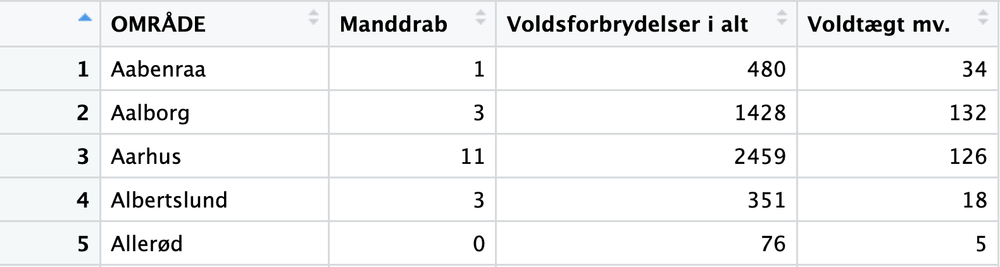 OMRÅDE Manddrab Voldsforbrydelser i alt Voldtægt mv.
1 Aabenraa 1 480 34
2 Aalborg 3 1428 132
3 Aarhus 11 2459 126
4 Albertslund 3 351 18
5 Allerød 0 76 5